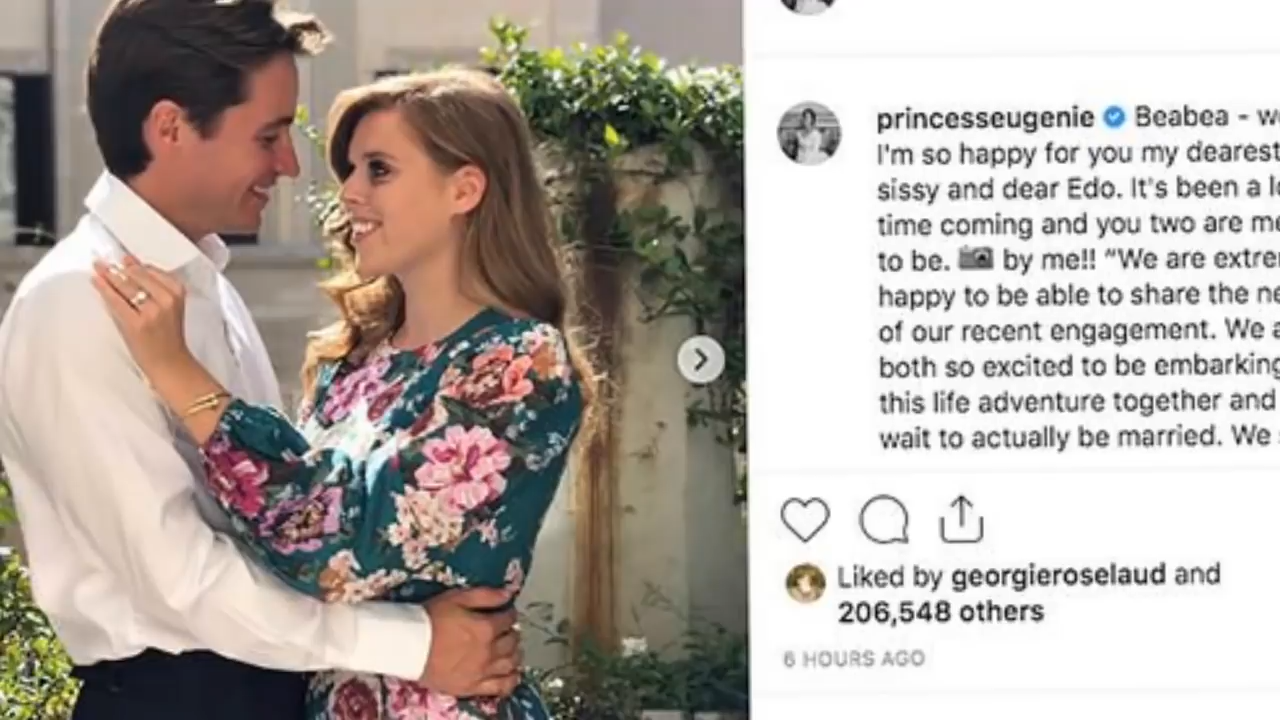 princesseugenie Beabea -
I'm so happy for you my dearest
sissy and dear Edo. It's been a
time coming and you two are
to be. 📷 by me!! "We are
happy to be able to share the
of our recent engagement. We
both so excited to be embarking
this life adventure together and
wait to actually be married. We
Liked by georgieroselaud and
206,548 others
6 HOURS AGO